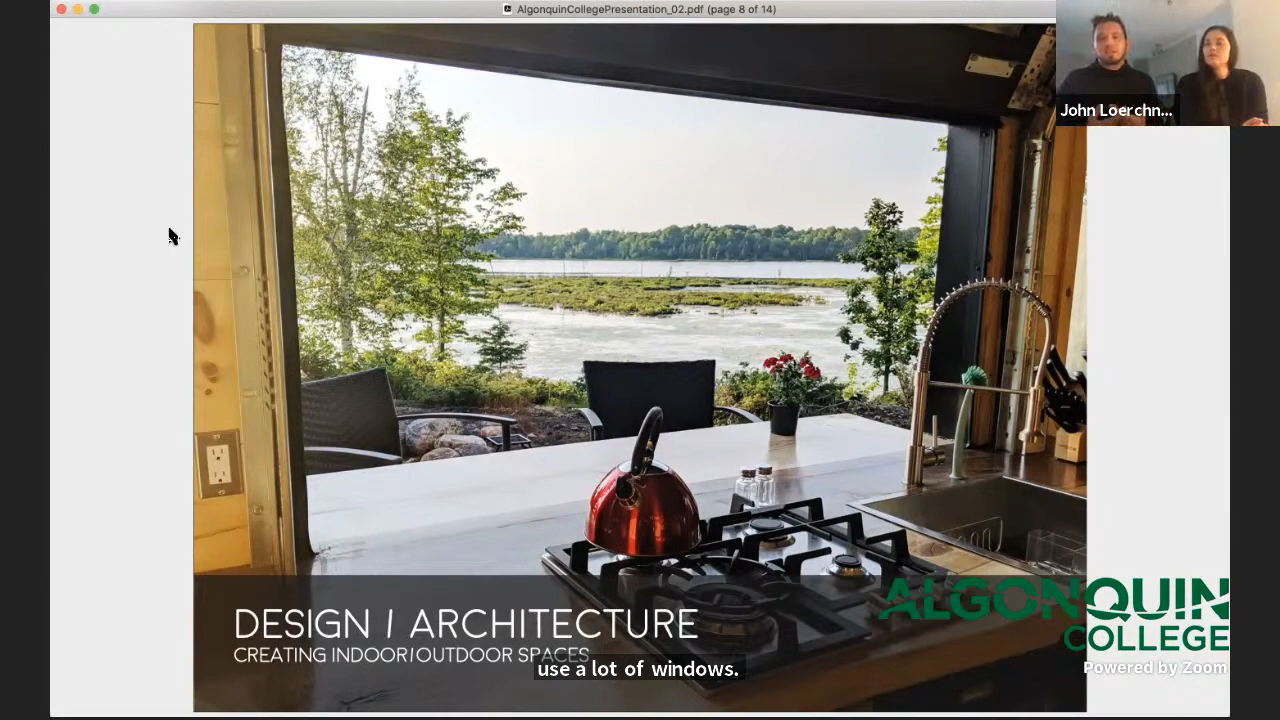 AlgonquinCollegePresentation_02.pdf (page 8 of 14)
John Loerchn...
DESIGN / ARCHITECTURE
CREATING INDOOR/OUTDOOR SPACES
use a lot of windows.
ALGONQUIN
COLLEGE
Powered by Zoom